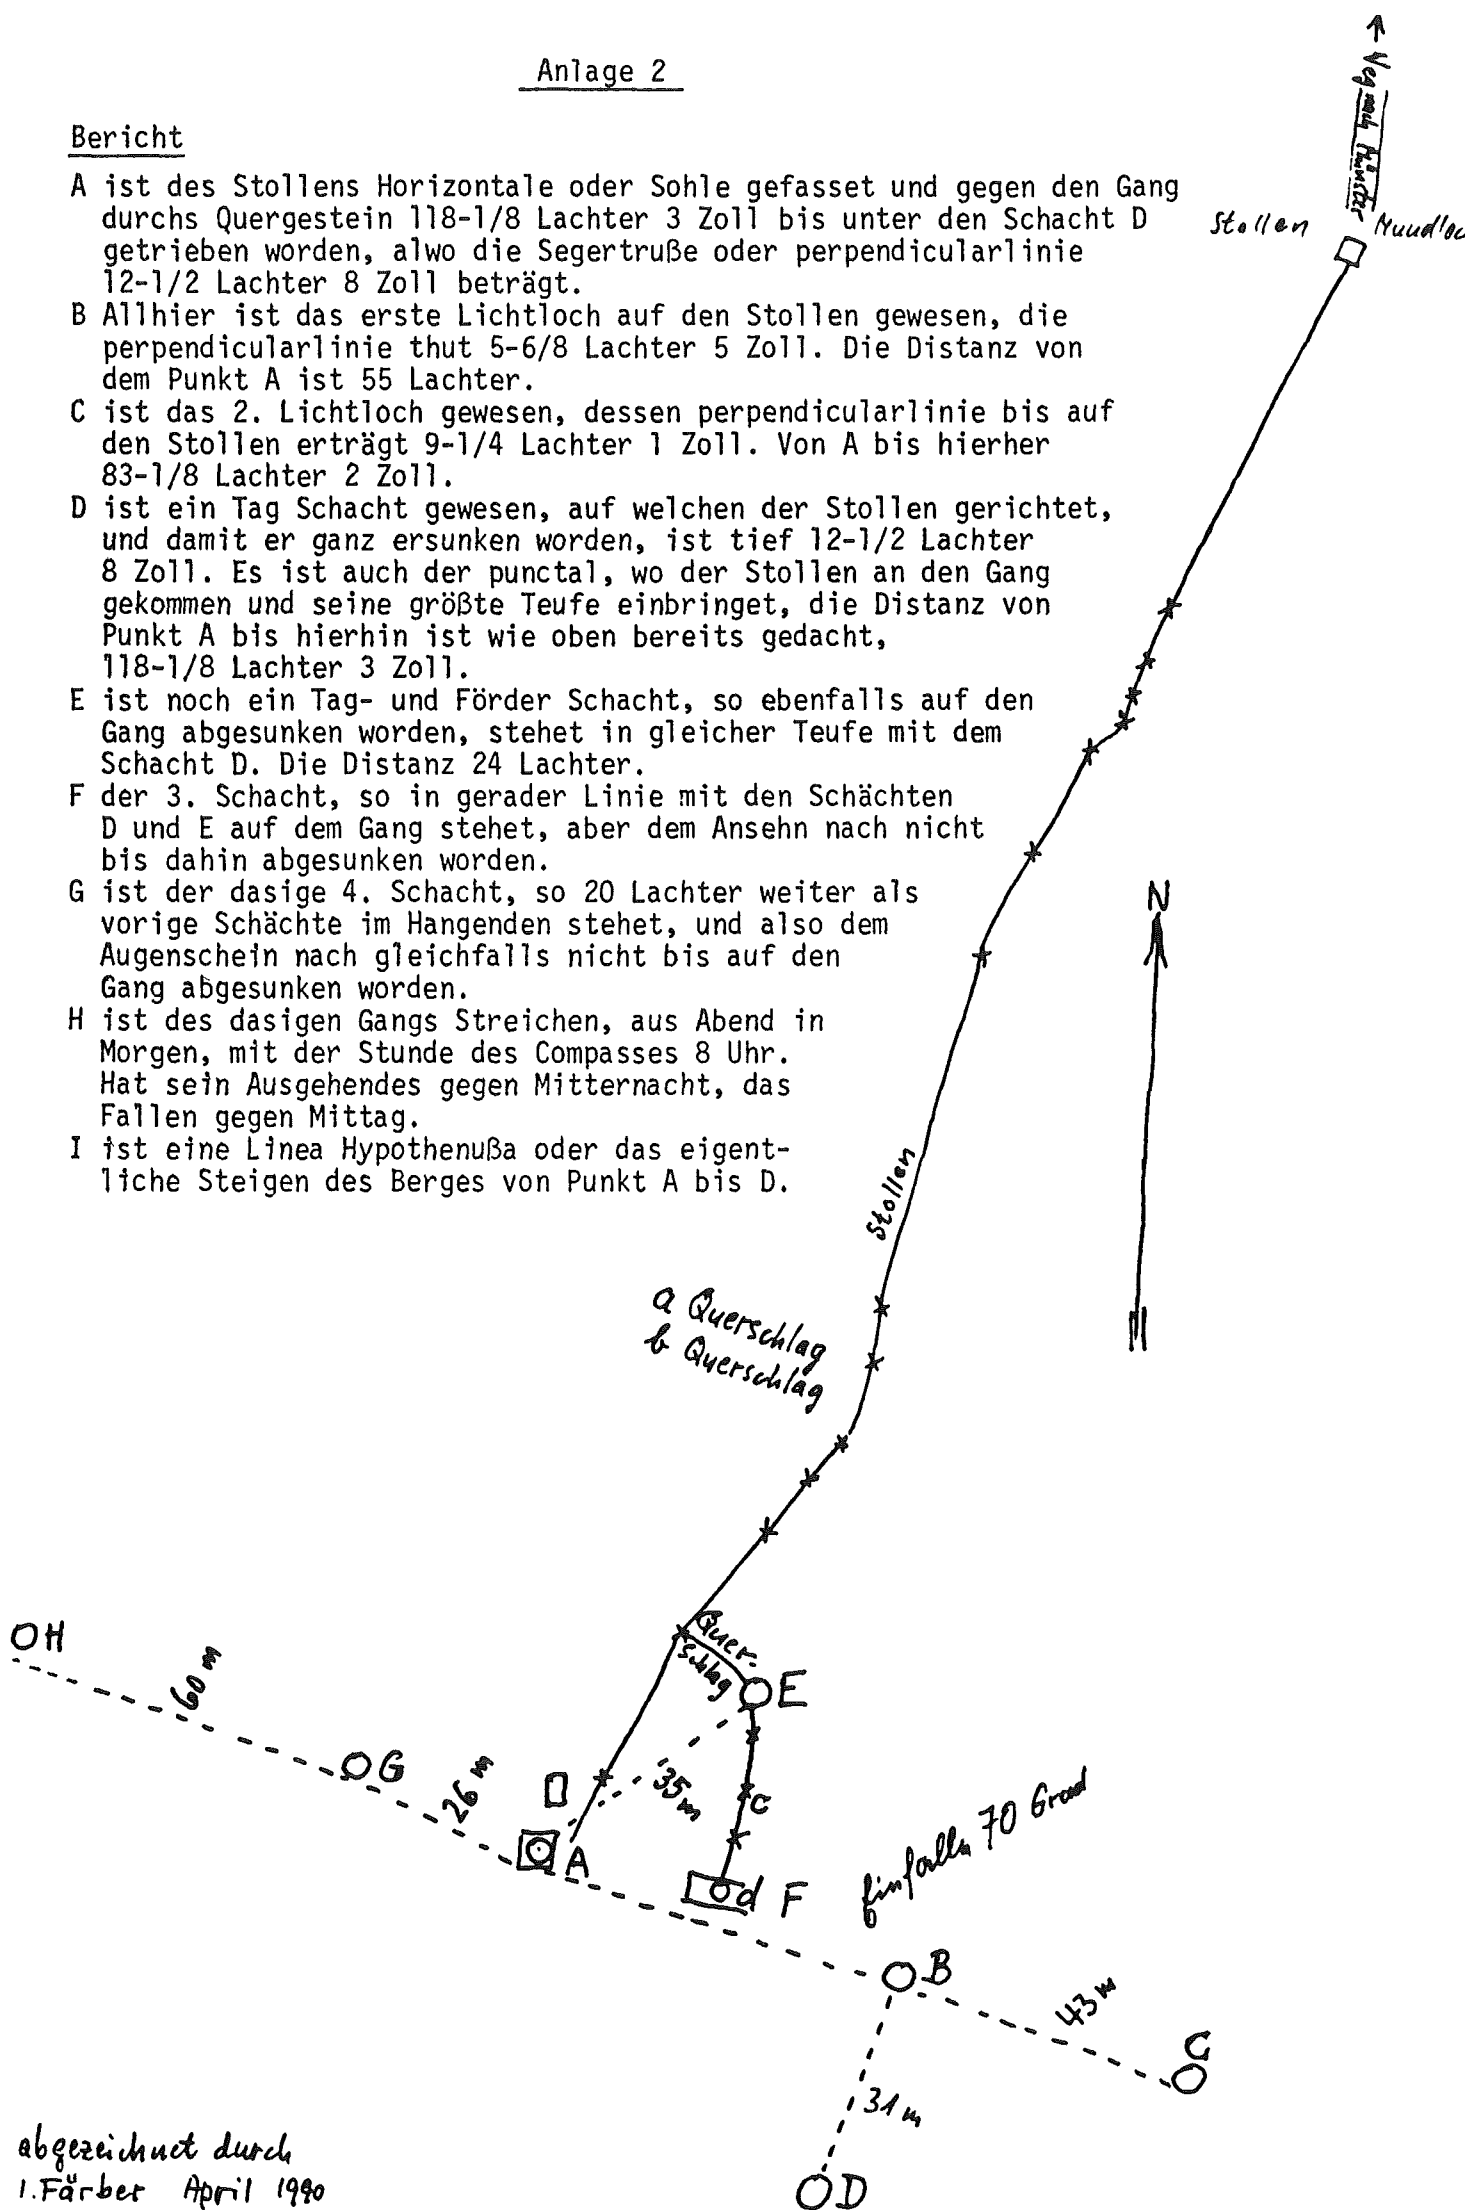 Anlage 2
Bericht
A ist des Stollens Horizontale oder Sohle gefasset und gegen den Gang
durchs Quergestein 118-1/8 Lachter 3 Zoll bis unter den Schacht D
getrieben worden, alwo die Segertruße oder perpendicularlinie
12-1/2 Lachter 8 Zoll beträgt.
B Allhier ist das erste Lichtloch auf den Stollen gewesen, die
perpendicularlinie thut 5-6/8 Lachter 5 Zoll. Die Distanz von
dem Punkt A ist 55 Lachter.
C ist das 2. Lichtloch gewesen, dessen perpendicularlinie bis auf
den Stollen erträgt 9-1/4 Lachter 1 Zoll. Von A bis hierher
83-1/8 Lachter 2 Zoll.
D ist ein Tag Schacht gewesen, auf welchen der Stollen gerichtet,
und damit er ganz ersunken worden, ist tief 12-1/2 Lachter
8 Zoll. Es ist auch der punctal, wo der Stollen an den Gang
gekommen und seine größte Teufe einbringet, die Distanz von
Punkt A bis hierhin ist wie oben bereits gedacht,
118-1/8 Lachter 3 Zoll.
E ist noch ein Tag- und Förder Schacht, so ebenfalls auf den
Gang abgesunken worden, stehet in gleicher Teufe mit dem
Schacht D. Die Distanz 24 Lachter.
F der 3. Schacht, so in gerader Linie mit den Schächten
D und E auf dem Gang stehet, aber dem Ansehn nach nicht
bis dahin abgesunken worden.
G ist der dasige 4. Schacht, so 20 Lachter weiter als
vorige Schächte im Hangenden stehet, und also dem
Augenschein nach gleichfalls nicht bis auf den
Gang abgesunken worden.
H ist des dasigen Gangs Streichen, aus Abend in
Morgen, mit der Stunde des Compasses 8 Uhr.
Hat sein Ausgehendes gegen Mitternacht, das
Fallen gegen Mittag.
I ist eine Linea Hypothenußa oder das eigent-
liche Steigen des Berges von Punkt A bis D.
Weg nach Münster
Stollen Mundloc
N
Stollen
a Querschlag
b Querschlag
Quer-
schlag
H
60 m
G
26 m
A
E
35 m
c
d F
Einfallen 70 Grad
B
43 m
C
31 m
D
abgezeichnet durch
I. Färber April 1990